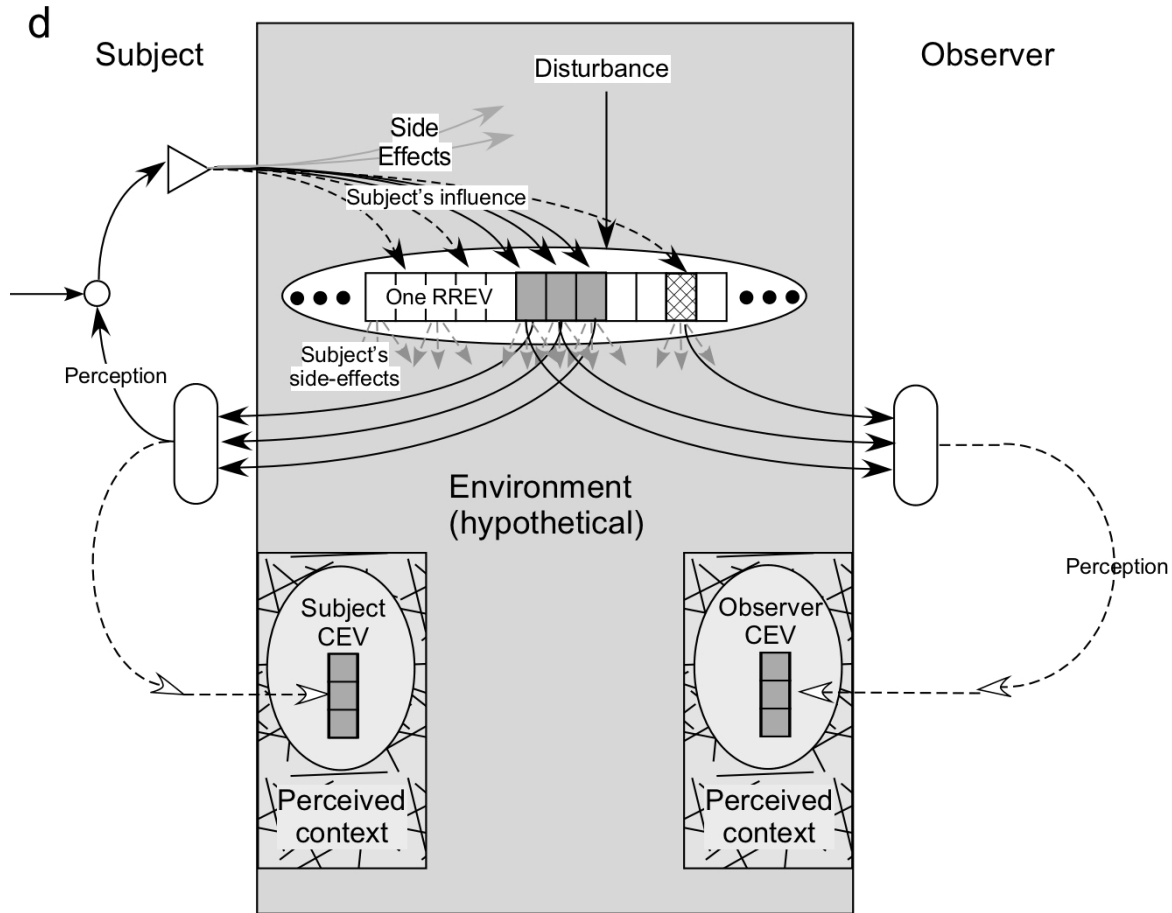 d
Subject
Observer
Disturbance
Side
Effects
Subject's influence
One RREV
Subject's
side-effects
Perception
Environment
(hypothetical)
Perception
Subject
CEV
Observer
CEV
Perceived
context
Perceived
context